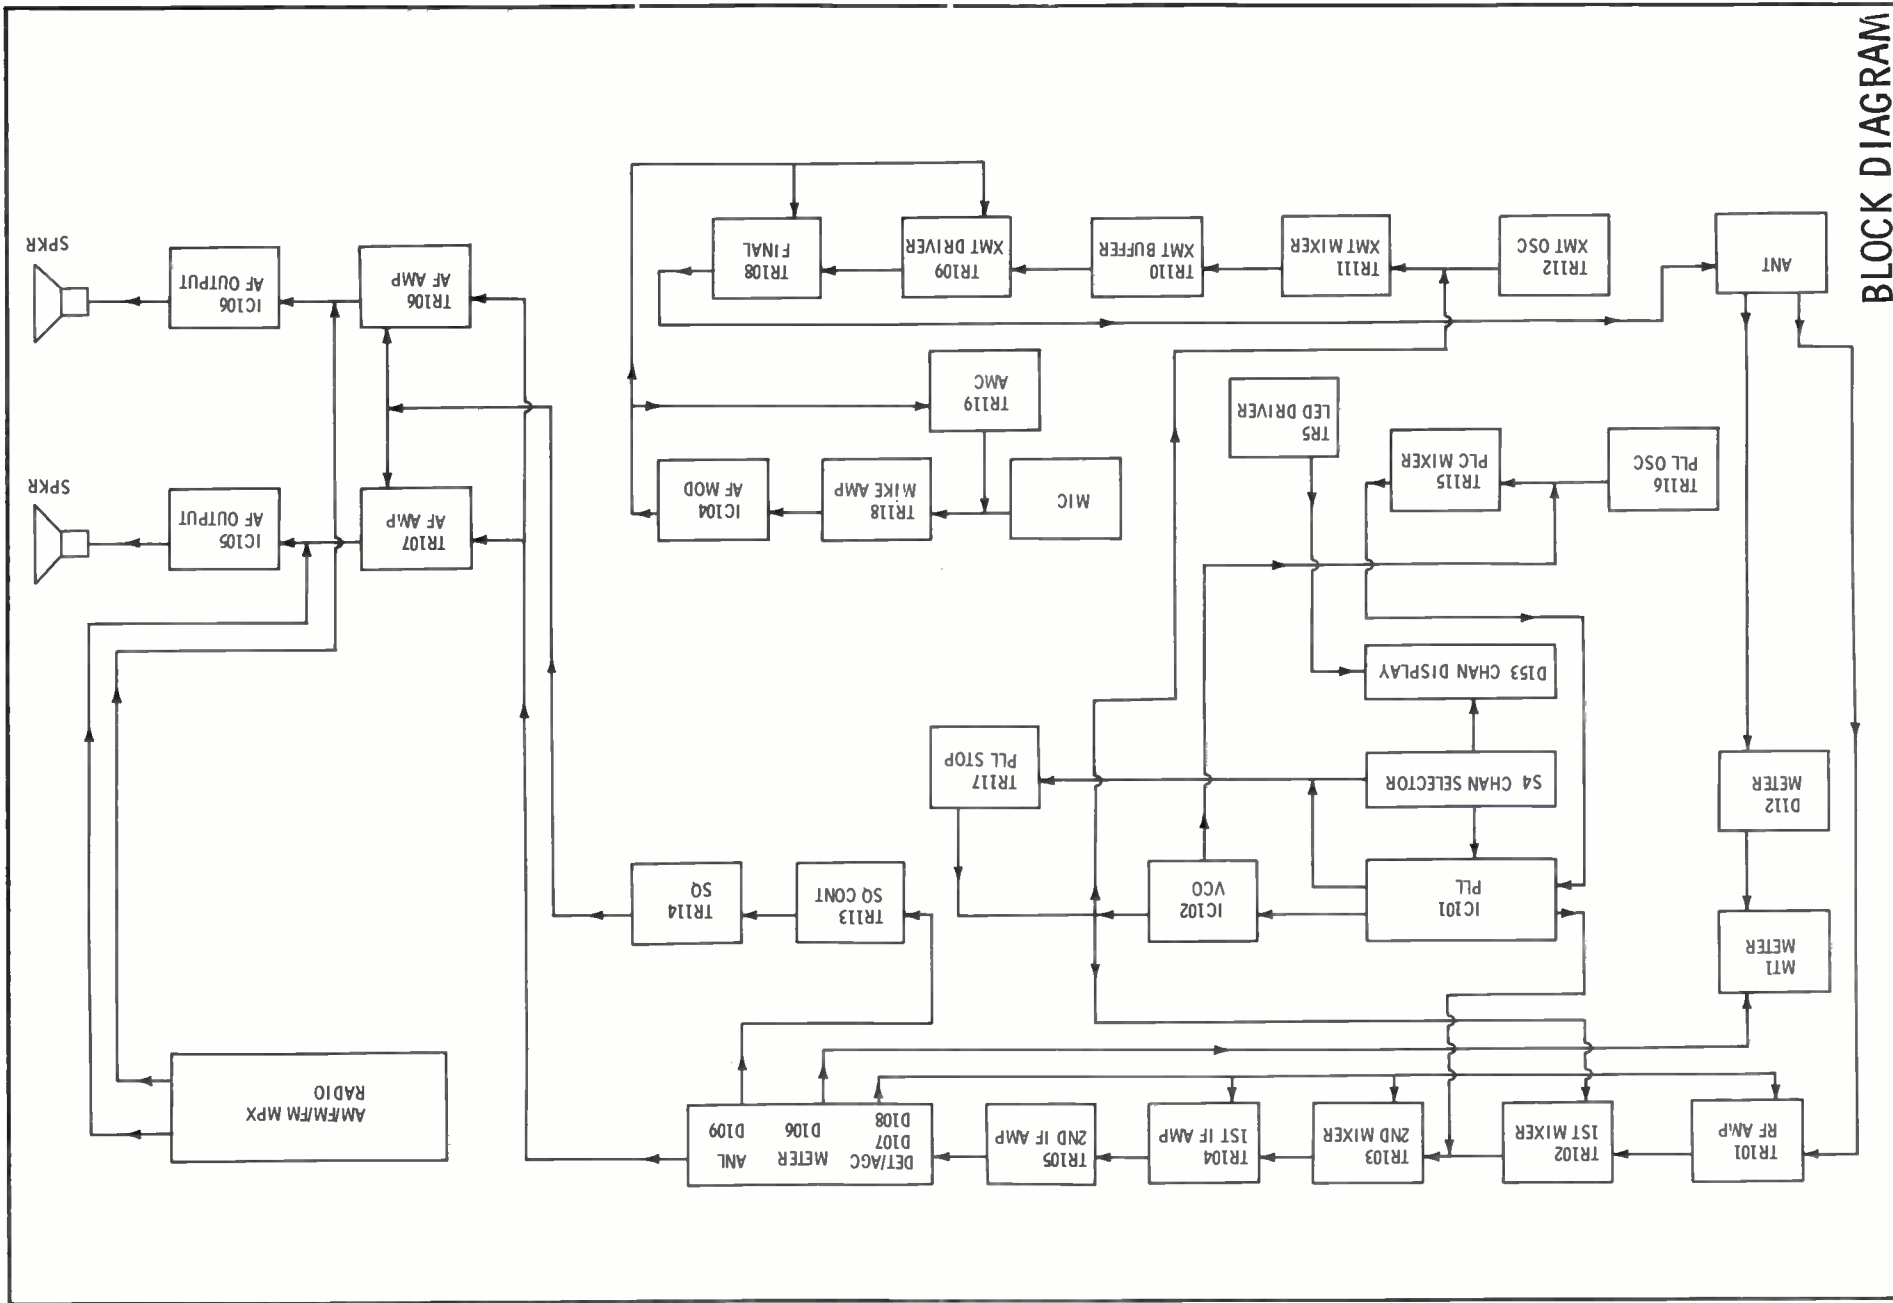 BLOCK DIAGRAM
TR101
RF AMP
TR102
1ST MIXER
TR103
2ND MIXER
TR104
1ST IF AMP
TR105
2ND IF AMP
DET/AGC
D107
D108
METER
D106
ANL
D109
AM/FM/FM MPX
RADIO
MT1
METER
IC101
PLL
IC102
VCO
TR113
SQ CONT
TR114
SQ
D112
METER
S4 CHAN SELECTOR
TR117
PLL STOP
D153 CHAN DISPLAY
TR116
PLL OSC
TR115
PLC MIXER
TR5
LED DRIVER
MIC
TR118
MIKE AMP
IC104
AF MOD
TR119
AMC
TR107
AF AMP
IC105
AF OUTPUT
SPKR
ANT
TR112
XMT OSC
TR111
XMT MIXER
TR110
XMT BUFFER
TR109
XMT DRIVER
TR108
FINAL
TR106
AF AMP
IC106
AF OUTPUT
SPKR